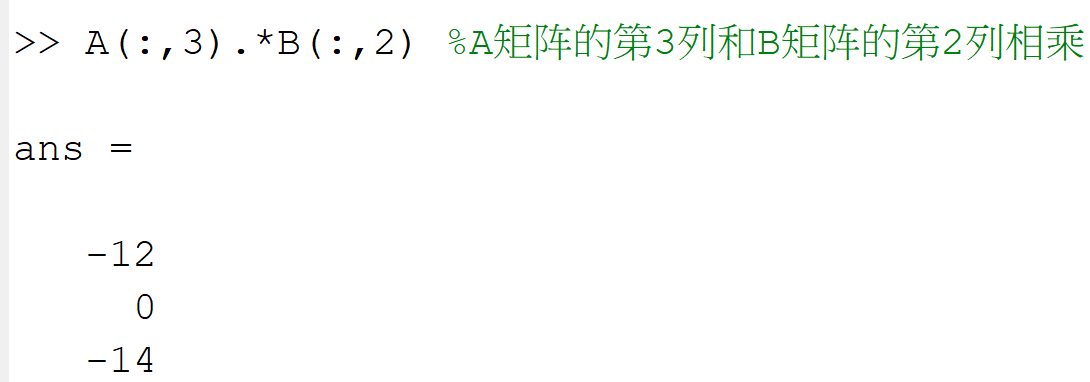 >> A(:,3).*B(:,2) %A矩阵的第3列和B矩阵的第2列相乘
ans =
-12
0
-14